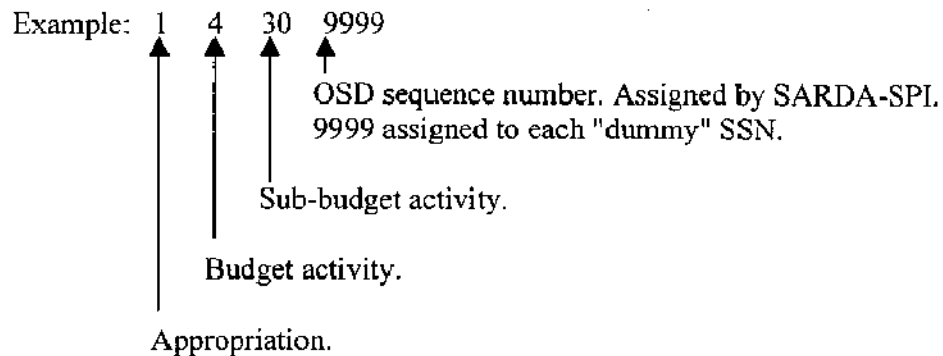 Example: 1 4 30 9999
OSD sequence number. Assigned by SARDA-SPI.
9999 assigned to each "dummy" SSN.
Sub-budget activity.
Budget activity.
Appropriation.